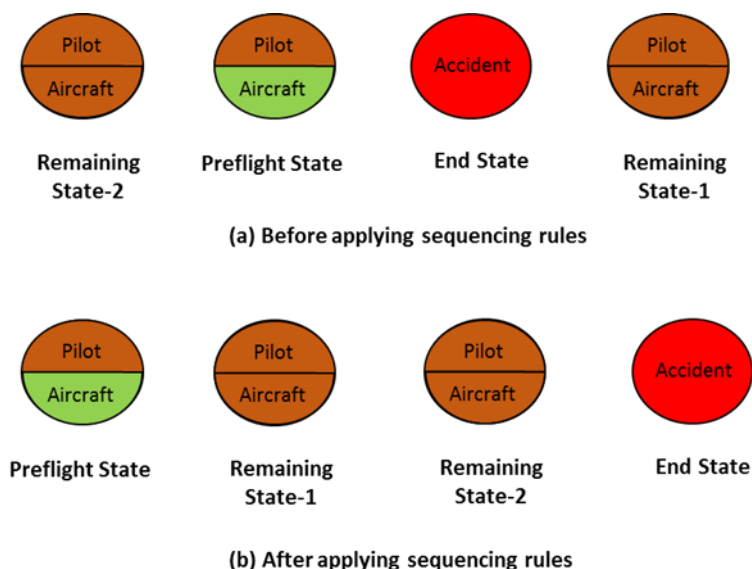 Pilot Pilot Accident Pilot
Aircraft Aircraft Aircraft
Remaining State-2
Preflight State
End State
Remaining State-1
(a) Before applying sequencing rules
Pilot Pilot Pilot Accident
Aircraft Aircraft Aircraft
Preflight State
Remaining State-1
Remaining State-2
End State
(b) After applying sequencing rules